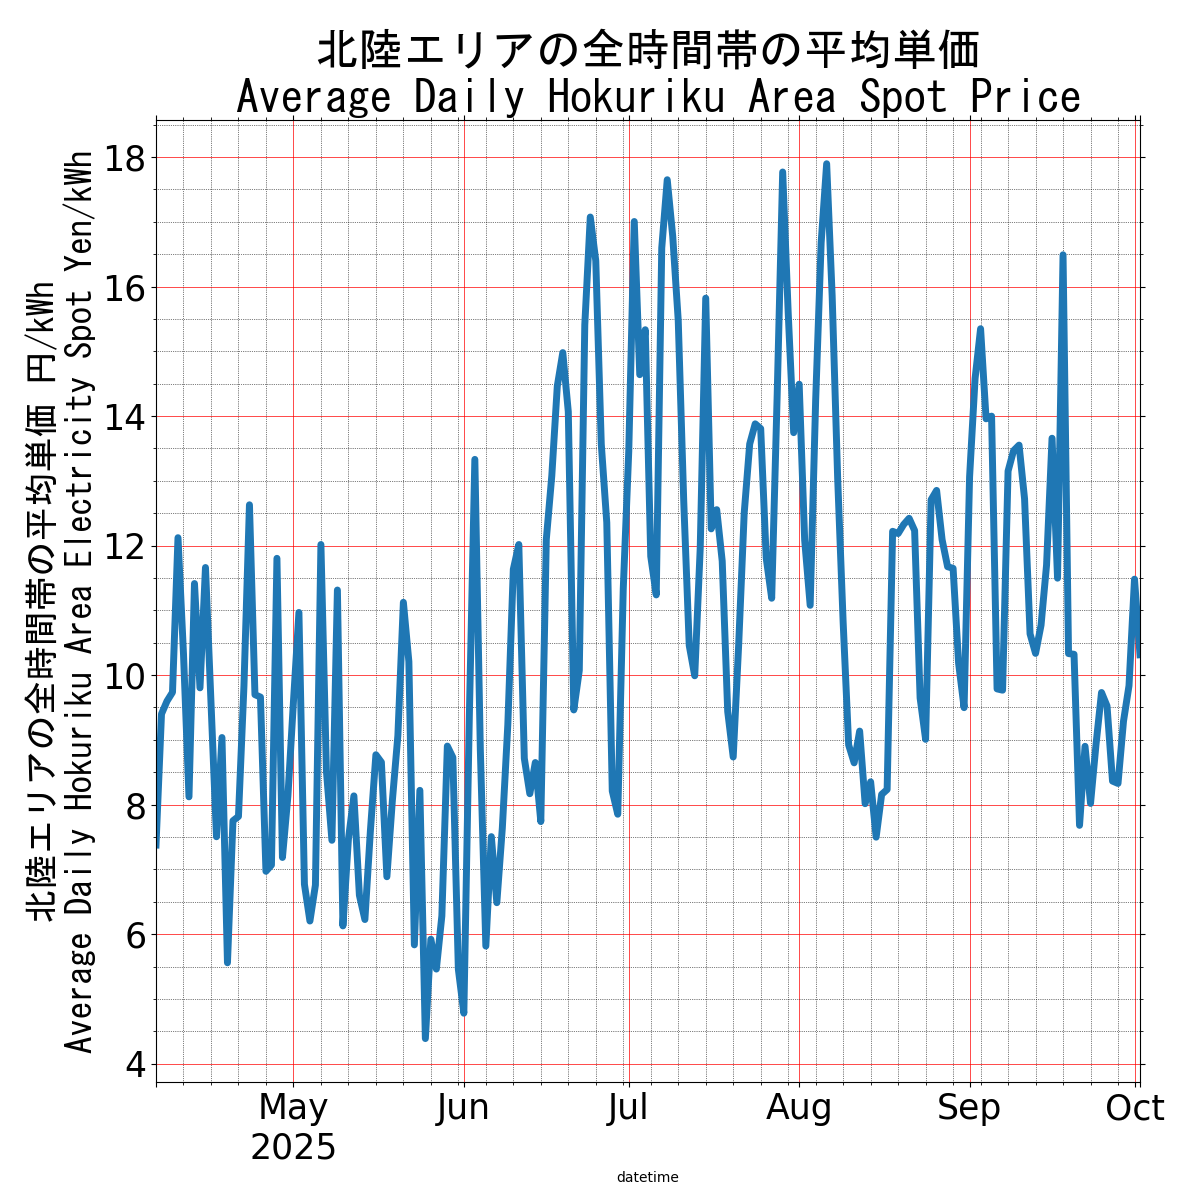 北陸エリアの全時間帯の平均単価
Average Daily Hokuriku Area Spot Price
北陸エリアの全時間帯の平均単価 円/kWh
Average Daily Hokuriku Area Electricity Spot Yen/kWh
18
16
14
12
10
8
6
4
May
2025
Jun
Jul
Aug
Sep
Oct
datetime